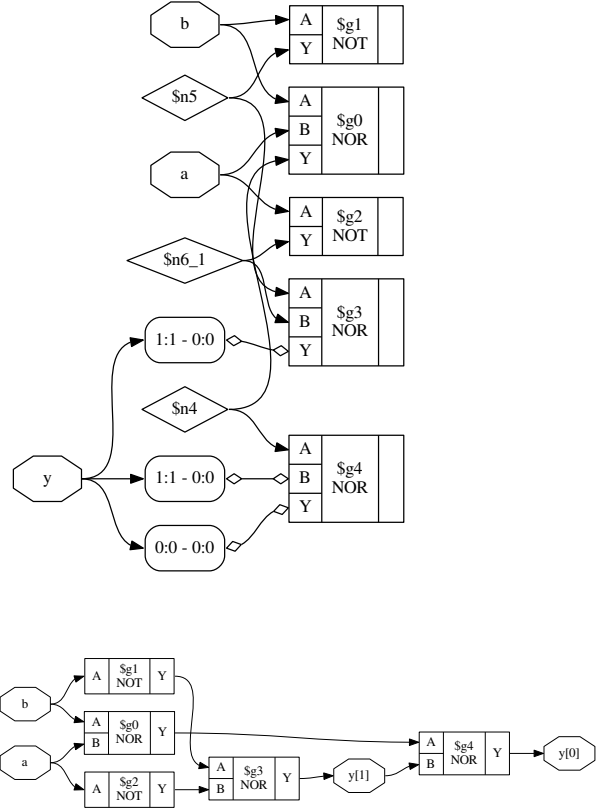 b
A
Y
$g1
NOT
$n5
A
B
Y
$g0
NOR
a
A
Y
$g2
NOT
$n6_1
A
B
Y
$g3
NOR
1:1 - 0:0
$n4
A
B
Y
$g4
NOR
y
1:1 - 0:0
0:0 - 0:0
b
a
A
$g1
NOT
Y
A
B
$g0
NOR
Y
A
$g2
NOT
Y
A
B
$g3
NOR
Y
y[1]
A
B
$g4
NOR
Y
y[0]